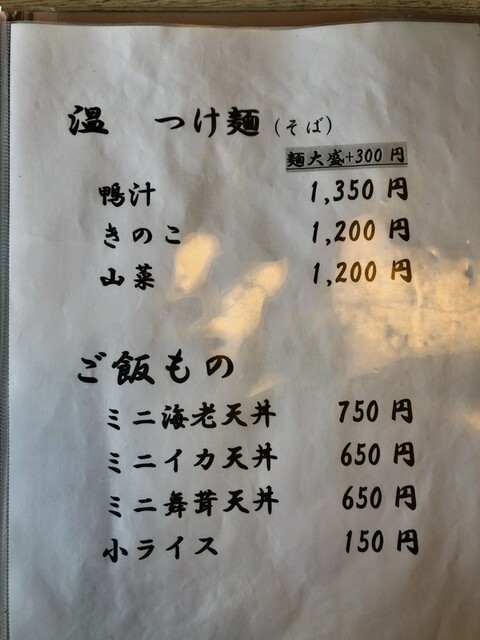 温 つけ麺(そば)
麺大盛+300円
鴨汁 1,350円
きのこ 1,200円
山菜 1,200円
ご飯もの
ミニ海老天丼 750円
ミニイカ天丼 650円
ミニ舞茸天丼 650円
小ライス 150円